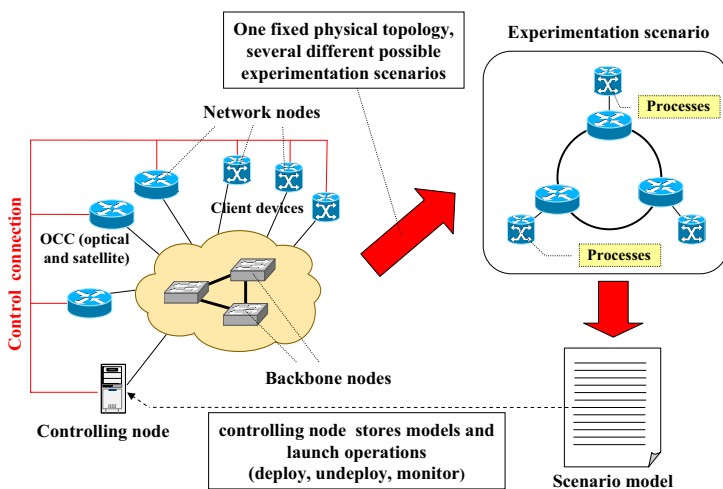 One fixed physical topology,
several different possible
experimentation scenarios
Experimentation scenario
Processes
Network nodes
Client devices
OCC (optical
and satellite)
Control connection
Processes
Backbone nodes
Controlling node
controlling node stores models and
launch operations
(deploy, undeploy, monitor)
Scenario model